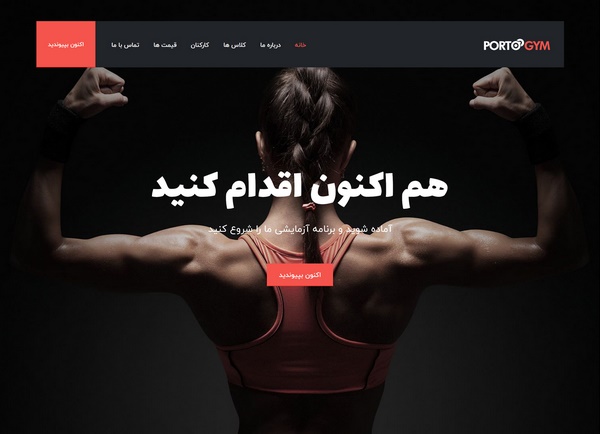 PORTO GYM
خانه
درباره ما
کلاس ها
کارکنان
قیمت ها
تماس با ما
اکنون بپیوندید
هم اکنون اقدام کنید
آماده شوید و برنامه آزمایشی ما را شروع کنید
اکنون بپیوندید